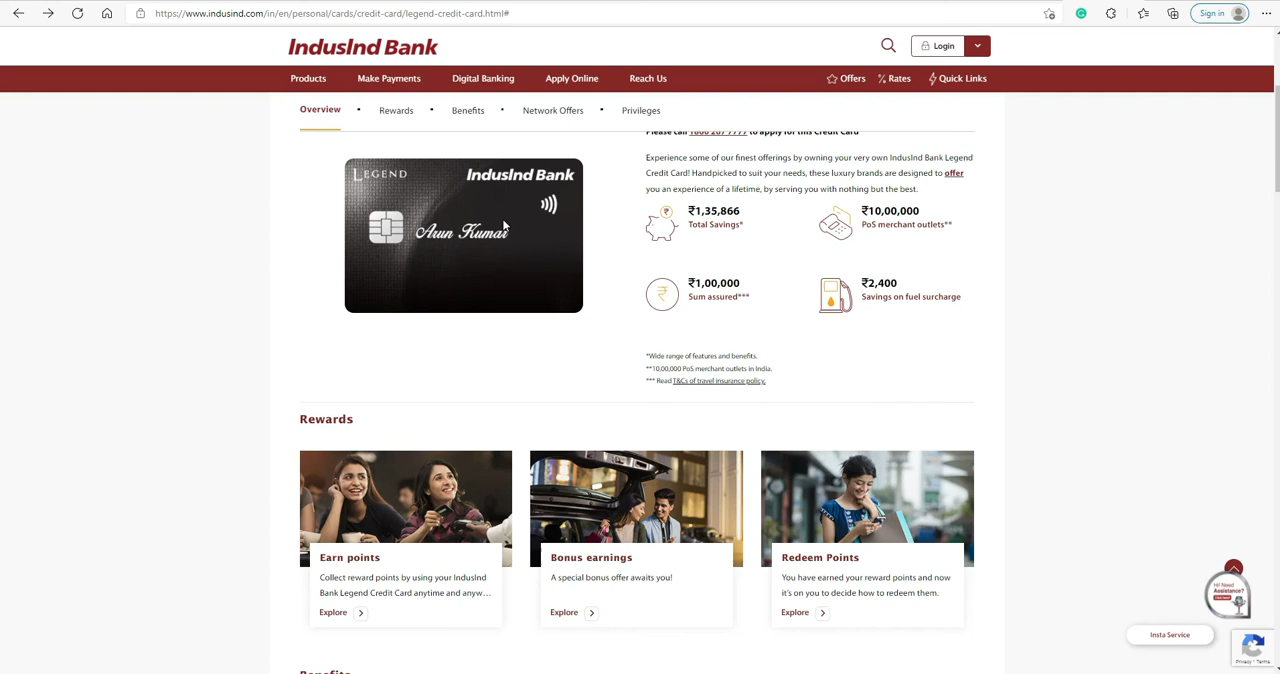 https://www.indusind.com/in/en/personal/cards/credit-card/legend-credit-card.html#
Sign in
IndusInd Bank
Login
Products Make Payments Digital Banking Apply Online Reach Us Offers Rates Quick Links
Overview • Rewards • Benefits • Network Offers • Privileges
Please call 1860 267 7777 to apply for this Credit Card
LEGEND IndusInd Bank
Arun Kumar
Experience some of our finest offerings by owning your very own IndusInd Bank Legend
Credit Card! Handpicked to suit your needs, these luxury brands are designed to offer
you an experience of a lifetime, by serving you with nothing but the best.
₹1,35,866
Total Savings*
₹10,00,000
PoS merchant outlets**
₹1,00,000
Sum assured***
₹2,400
Savings on fuel surcharge
*Wide range of features and benefits.
**10,00,000 PoS merchant outlets in India.
*** Read T&Cs of travel insurance policy.
Rewards
Earn points
Collect reward points by using your IndusInd
Bank Legend Credit Card anytime and anyw...
Explore
Bonus earnings
A special bonus offer awaits you!
Explore
Redeem Points
You have earned your reward points and now
it's on you to decide how to redeem them.
Explore
Hi! Need
Assistance?
Insta Service
Privacy - Terms
Benefits